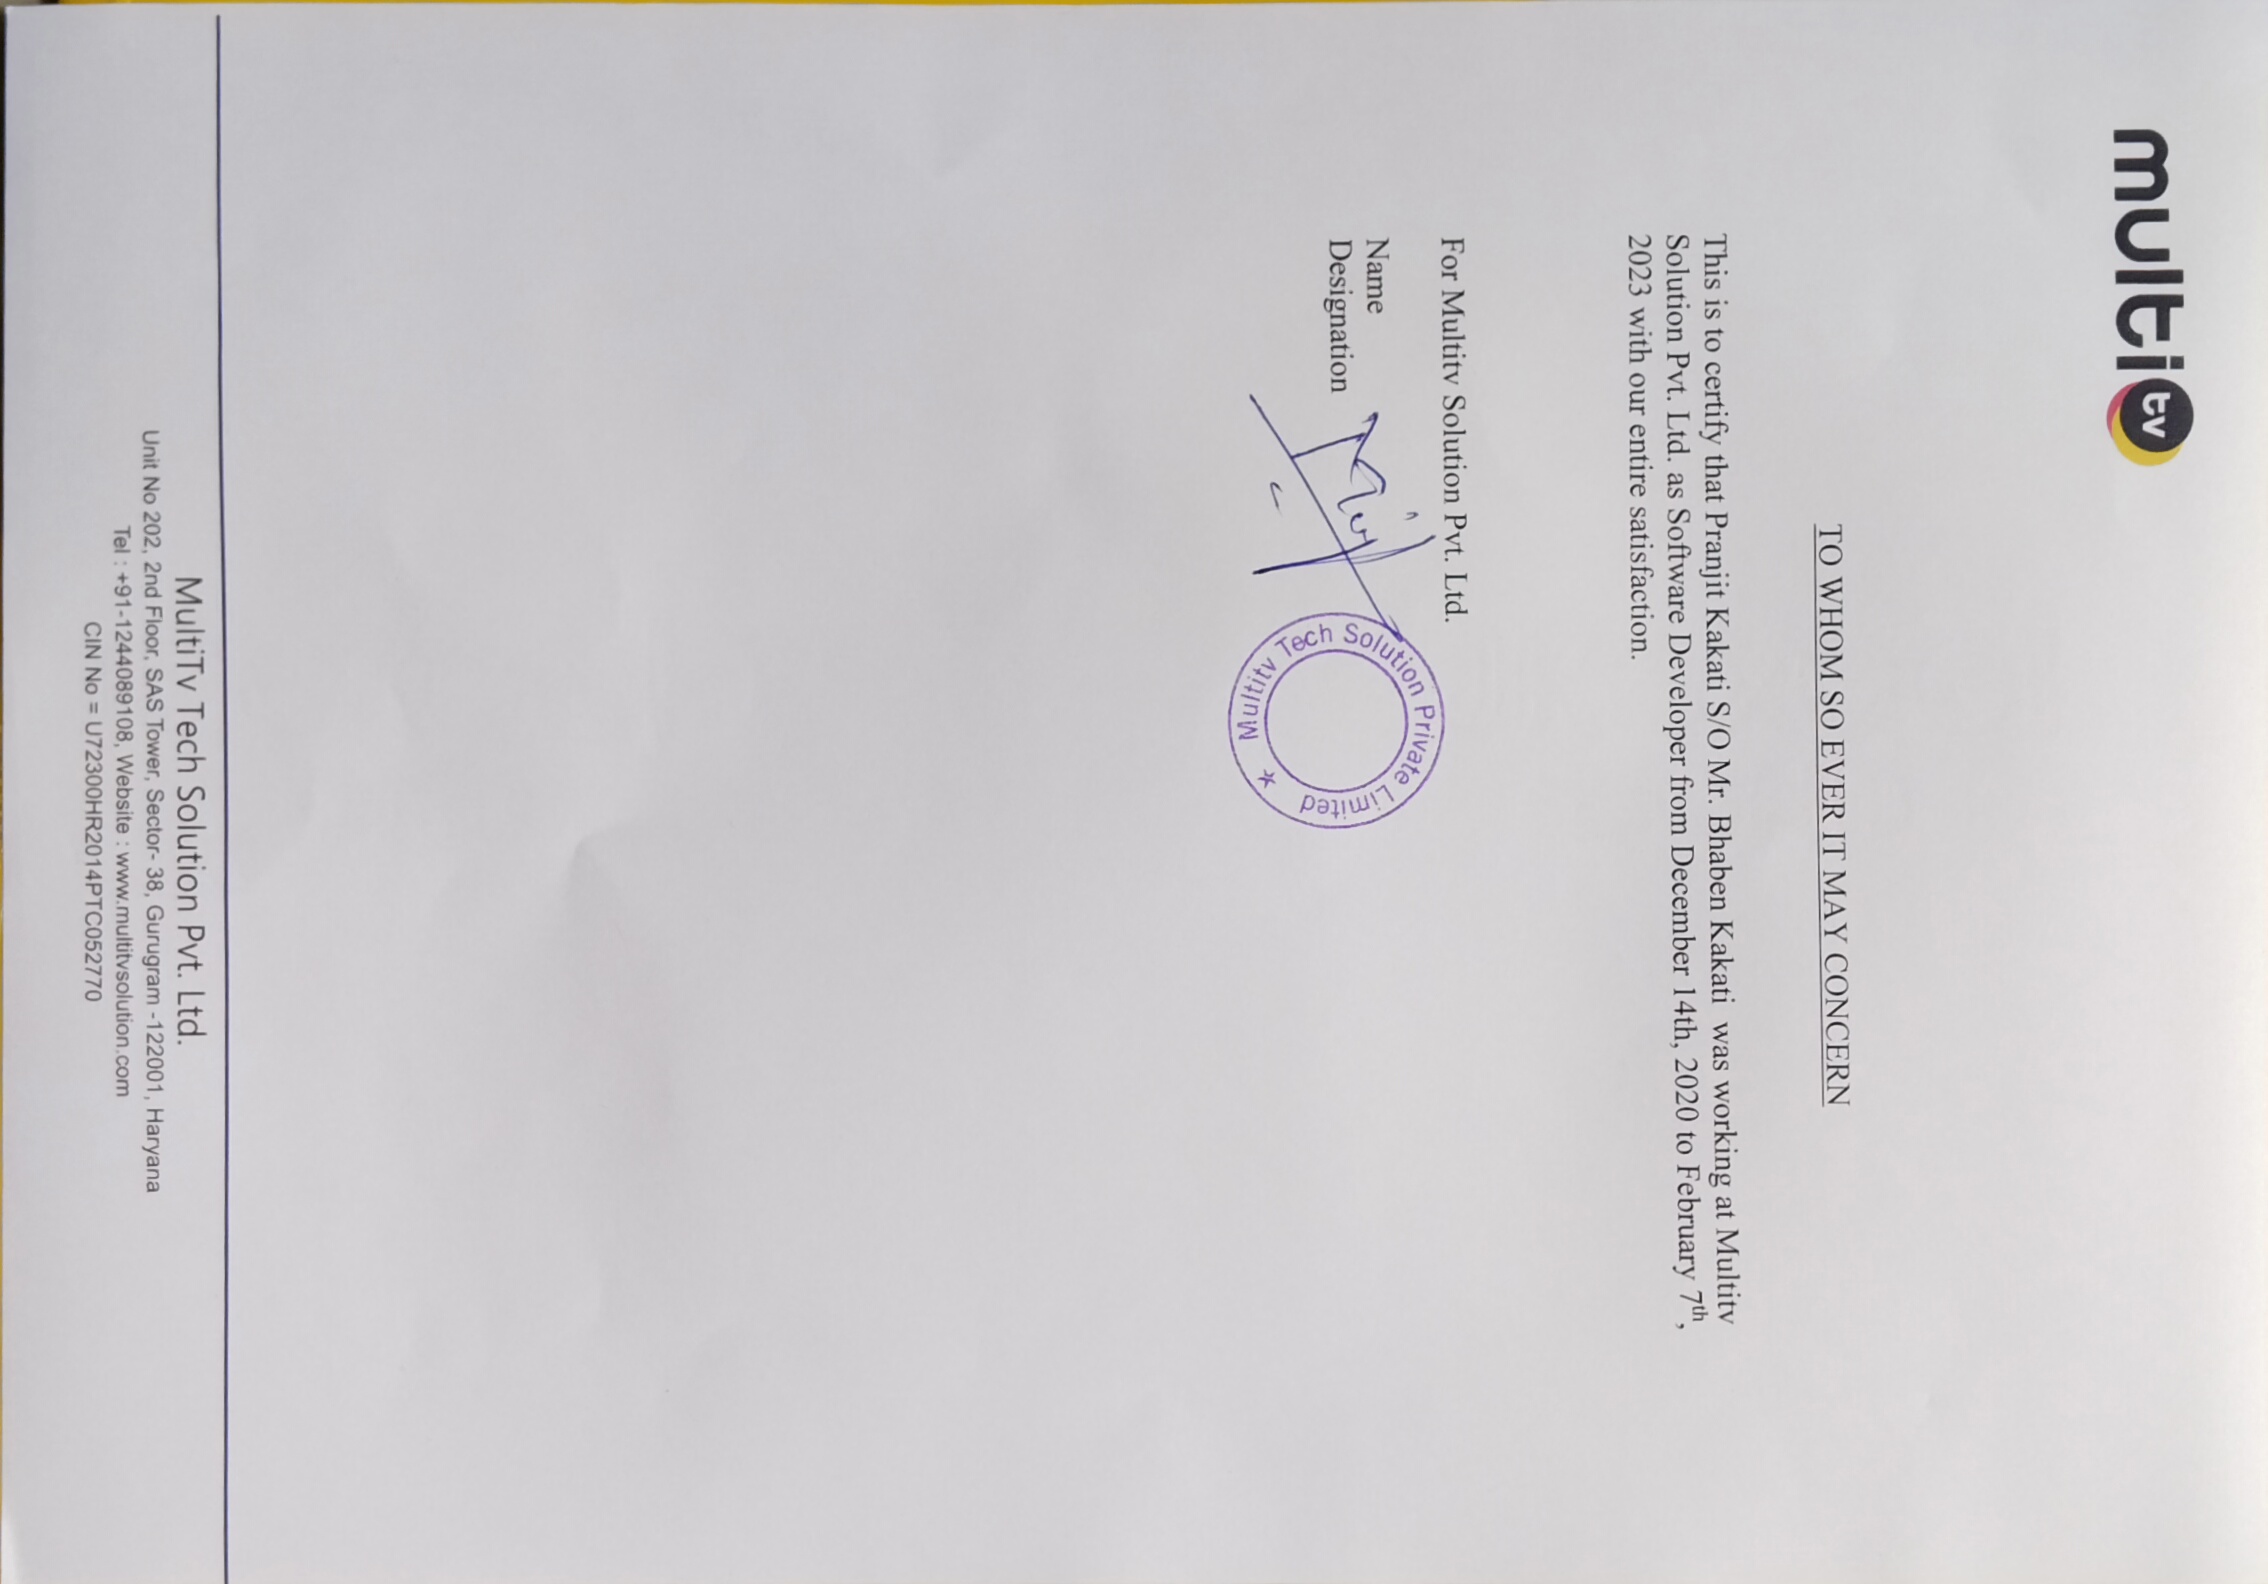 multi tv
TO WHOM SO EVER IT MAY CONCERN
This is to certify that Pranjit Kakati S/O Mr. Bhaben Kakati was working at Multitv
Solution Pvt. Ltd. as Software Developer from December 14th, 2020 to February 7th,
2023 with our entire satisfaction.
For Multitv Solution Pvt. Ltd.
Name
Designation
Multitv Tech Solution Private Limited
MultiTv Tech Solution Pvt. Ltd.
Unit No 202, 2nd Floor, SAS Tower, Sector- 38, Gurugram -122001, Haryana
Tel : +91-1244089108, Website : www.multitvsolution.com
CIN No = U72300HR2014PTC052770